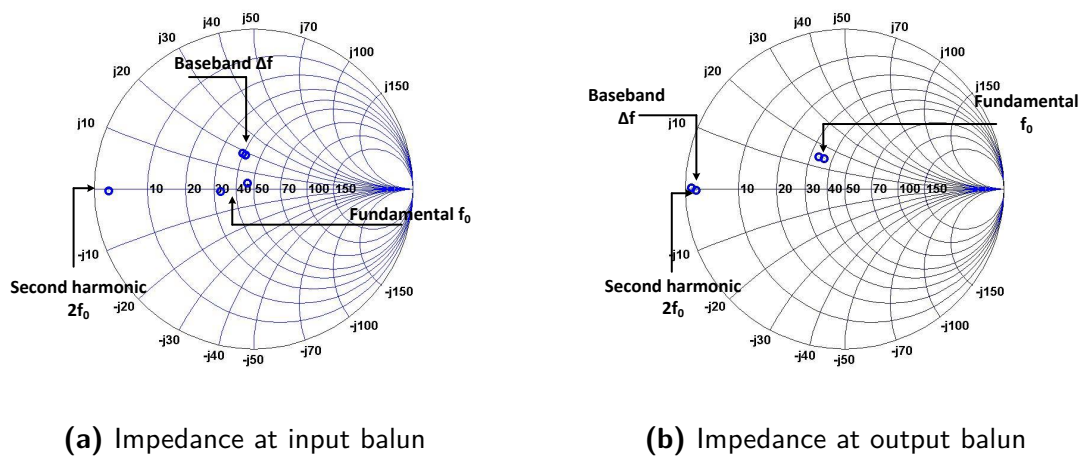 j50
j40
j70
j30
j100
Baseband Δf
j20
j150
j10
10
20
30
40
50
70
100
150
Fundamental f₀
-j10
Second harmonic
2f₀
-j20
-j150
-j30
-j100
-j40
-j70
-j50
(a) Impedance at input balun
j50
j40
j70
j30
j100
j20
j150
Baseband
Δf
j10
Fundamental
f₀
10
20
30
40
50
70
100
150
-j10
Second harmonic
2f₀
-j20
-j150
-j30
-j100
-j40
-j70
-j50
(b) Impedance at output balun